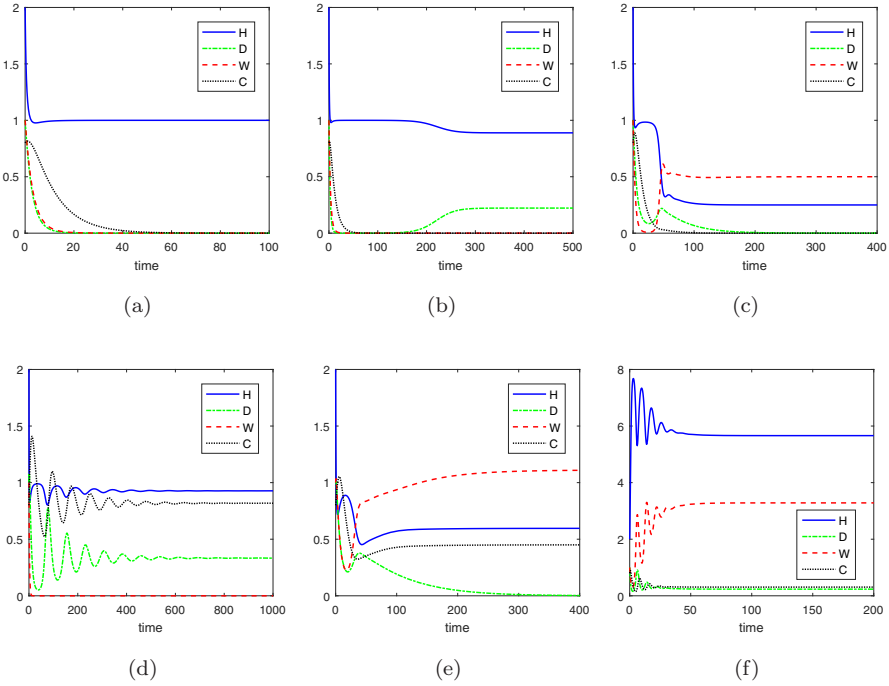 2
1.5
1
0.5
0
0 20 40 60 80 100
time
H
D
W
C
(a)
2
1.5
1
0.5
0
0 100 200 300 400 500
time
H
D
W
C
(b)
2
1.5
1
0.5
0
0 100 200 300 400
time
H
D
W
C
(c)
2
1.5
1
0.5
0
0 200 400 600 800 1000
time
H
D
W
C
(d)
2
1.5
1
0.5
0
0 100 200 300 400
time
H
D
W
C
(e)
8
6
4
2
0
0 50 100 150 200
time
H
D
W
C
(f)